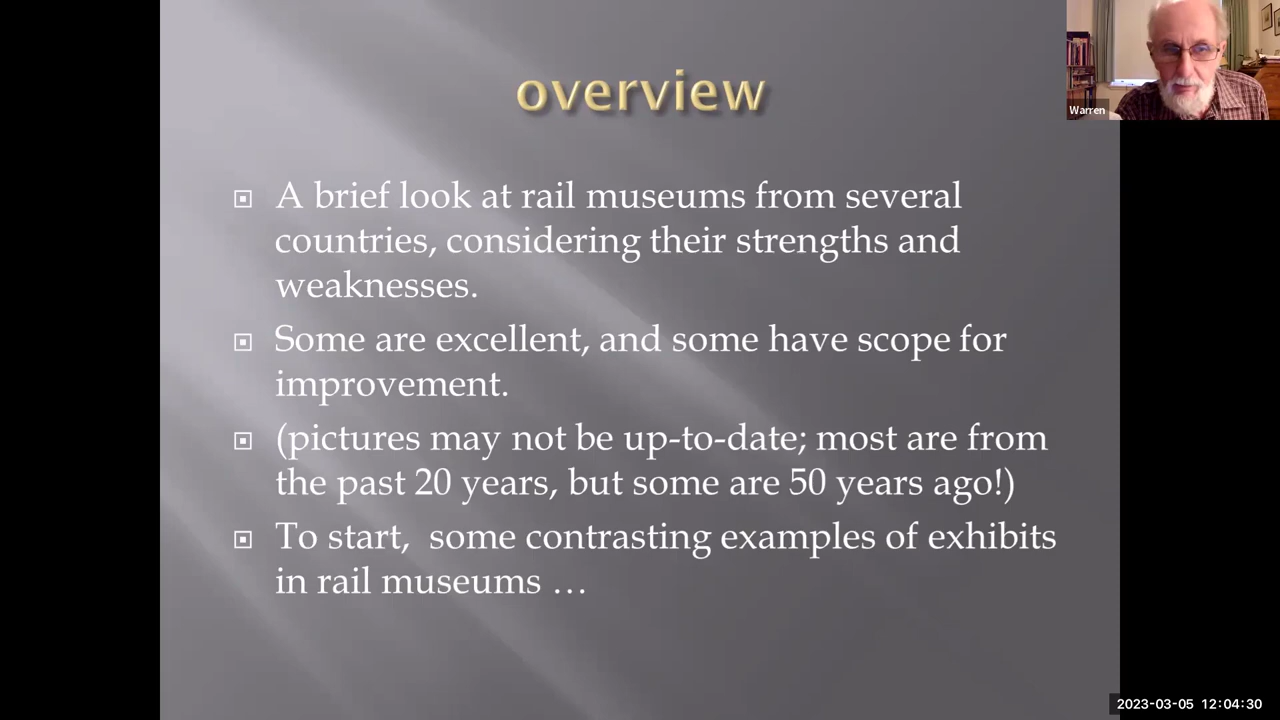 overview
A brief look at rail museums from several
countries, considering their strengths and
weaknesses.
Some are excellent, and some have scope for
improvement.
(pictures may not be up-to-date; most are from
the past 20 years, but some are 50 years ago!)
To start,  some contrasting examples of exhibits
in rail museums …
Warren
2023-03-05 12:04:30